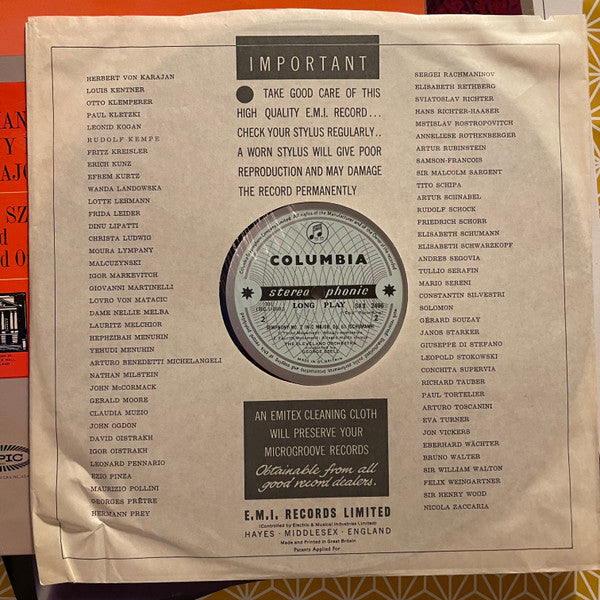 HERBERT VON KARAJAN
LOUIS KENTNER
OTTO KLEMPERER
PAUL KLETZKI
LEONID KOGAN
RUDOLF KEMPE
FRITZ KREISLER
ERICH KUNZ
EFREM KURTZ
WANDA LANDOWSKA
LOTTE LEHMANN
FRIDA LEIDER
DINU LIPATTI
CHRISTA LUDWIG
MOURA LYMPANY
MALCUZYNSKI
IGOR MARKEVITCH
GIOVANNI MARTINELLI
LOVRO VON MATACIC
DAME NELLIE MELBA
LAURITZ MELCHIOR
HEPHZIBAH MENUHIN
YEHUDI MENUHIN
ARTURO BENEDETTI MICHELANGELI
NATHAN MILSTEIN
JOHN McCORMACK
GERALD MOORE
CLAUDIA MUZIO
JOHN OGDON
DAVID OISTRAKH
IGOR OISTRAKH
LEONARD PENNARIO
EZIO PINZA
MAURIZIO POLLINI
GEORGES PRÊTRE
HERMANN PREY
IMPORTANT
TAKE GOOD CARE OF THIS
HIGH QUALITY E.M.I. RECORD...
CHECK YOUR STYLUS REGULARLY..
A WORN STYLUS WILL GIVE POOR
REPRODUCTION AND MAY DAMAGE
THE RECORD PERMANENTLY
COLUMBIA
stereo phonic
LONG PLAY
2
2
SYMPHONY NO. 2 IN C MAJOR, Op. 61 (SCHUMANN)
THE CLEVELAND ORCHESTRA
GEORGE SZELL
AN EMITEX CLEANING CLOTH
WILL PRESERVE YOUR
MICROGROOVE RECORDS
Obtainable from all
good record dealers.
E.M.I. RECORDS LIMITED
(Controlled by Electric & Musical Industries Limited)
HAYES · MIDDLESEX · ENGLAND
Made and Printed in Great Britain
Patents Applied For
SERGEI RACHMANINOV
ELISABETH RETHBERG
SVIATOSLAV RICHTER
HANS RICHTER-HAASER
MSTISLAV ROSTROPOVITCH
ANNELIESE ROTHENBERGER
ARTUR RUBINSTEIN
SAMSON-FRANCOIS
SIR MALCOLM SARGENT
TITO SCHIPA
ARTUR SCHNABEL
RUDOLF SCHOCK
FRIEDRICH SCHORR
ELISABETH SCHUMANN
ELISABETH SCHWARZKOPF
ANDRES SEGOVIA
TULLIO SERAFIN
MARIO SERENI
CONSTANTIN SILVESTRI
SOLOMON
GÉRARD SOUZAY
JANOS STARKER
GIUSEPPE DI STEFANO
LEOPOLD STOKOWSKI
CONCHITA SUPERVIA
RICHARD TAUBER
PAUL TORTELIER
ARTURO TOSCANINI
EVA TURNER
JON VICKERS
EBERHARD WÄCHTER
BRUNO WALTER
SIR WILLIAM WALTON
FELIX WEINGARTNER
SIR HENRY WOOD
NICOLA ZACCARIA